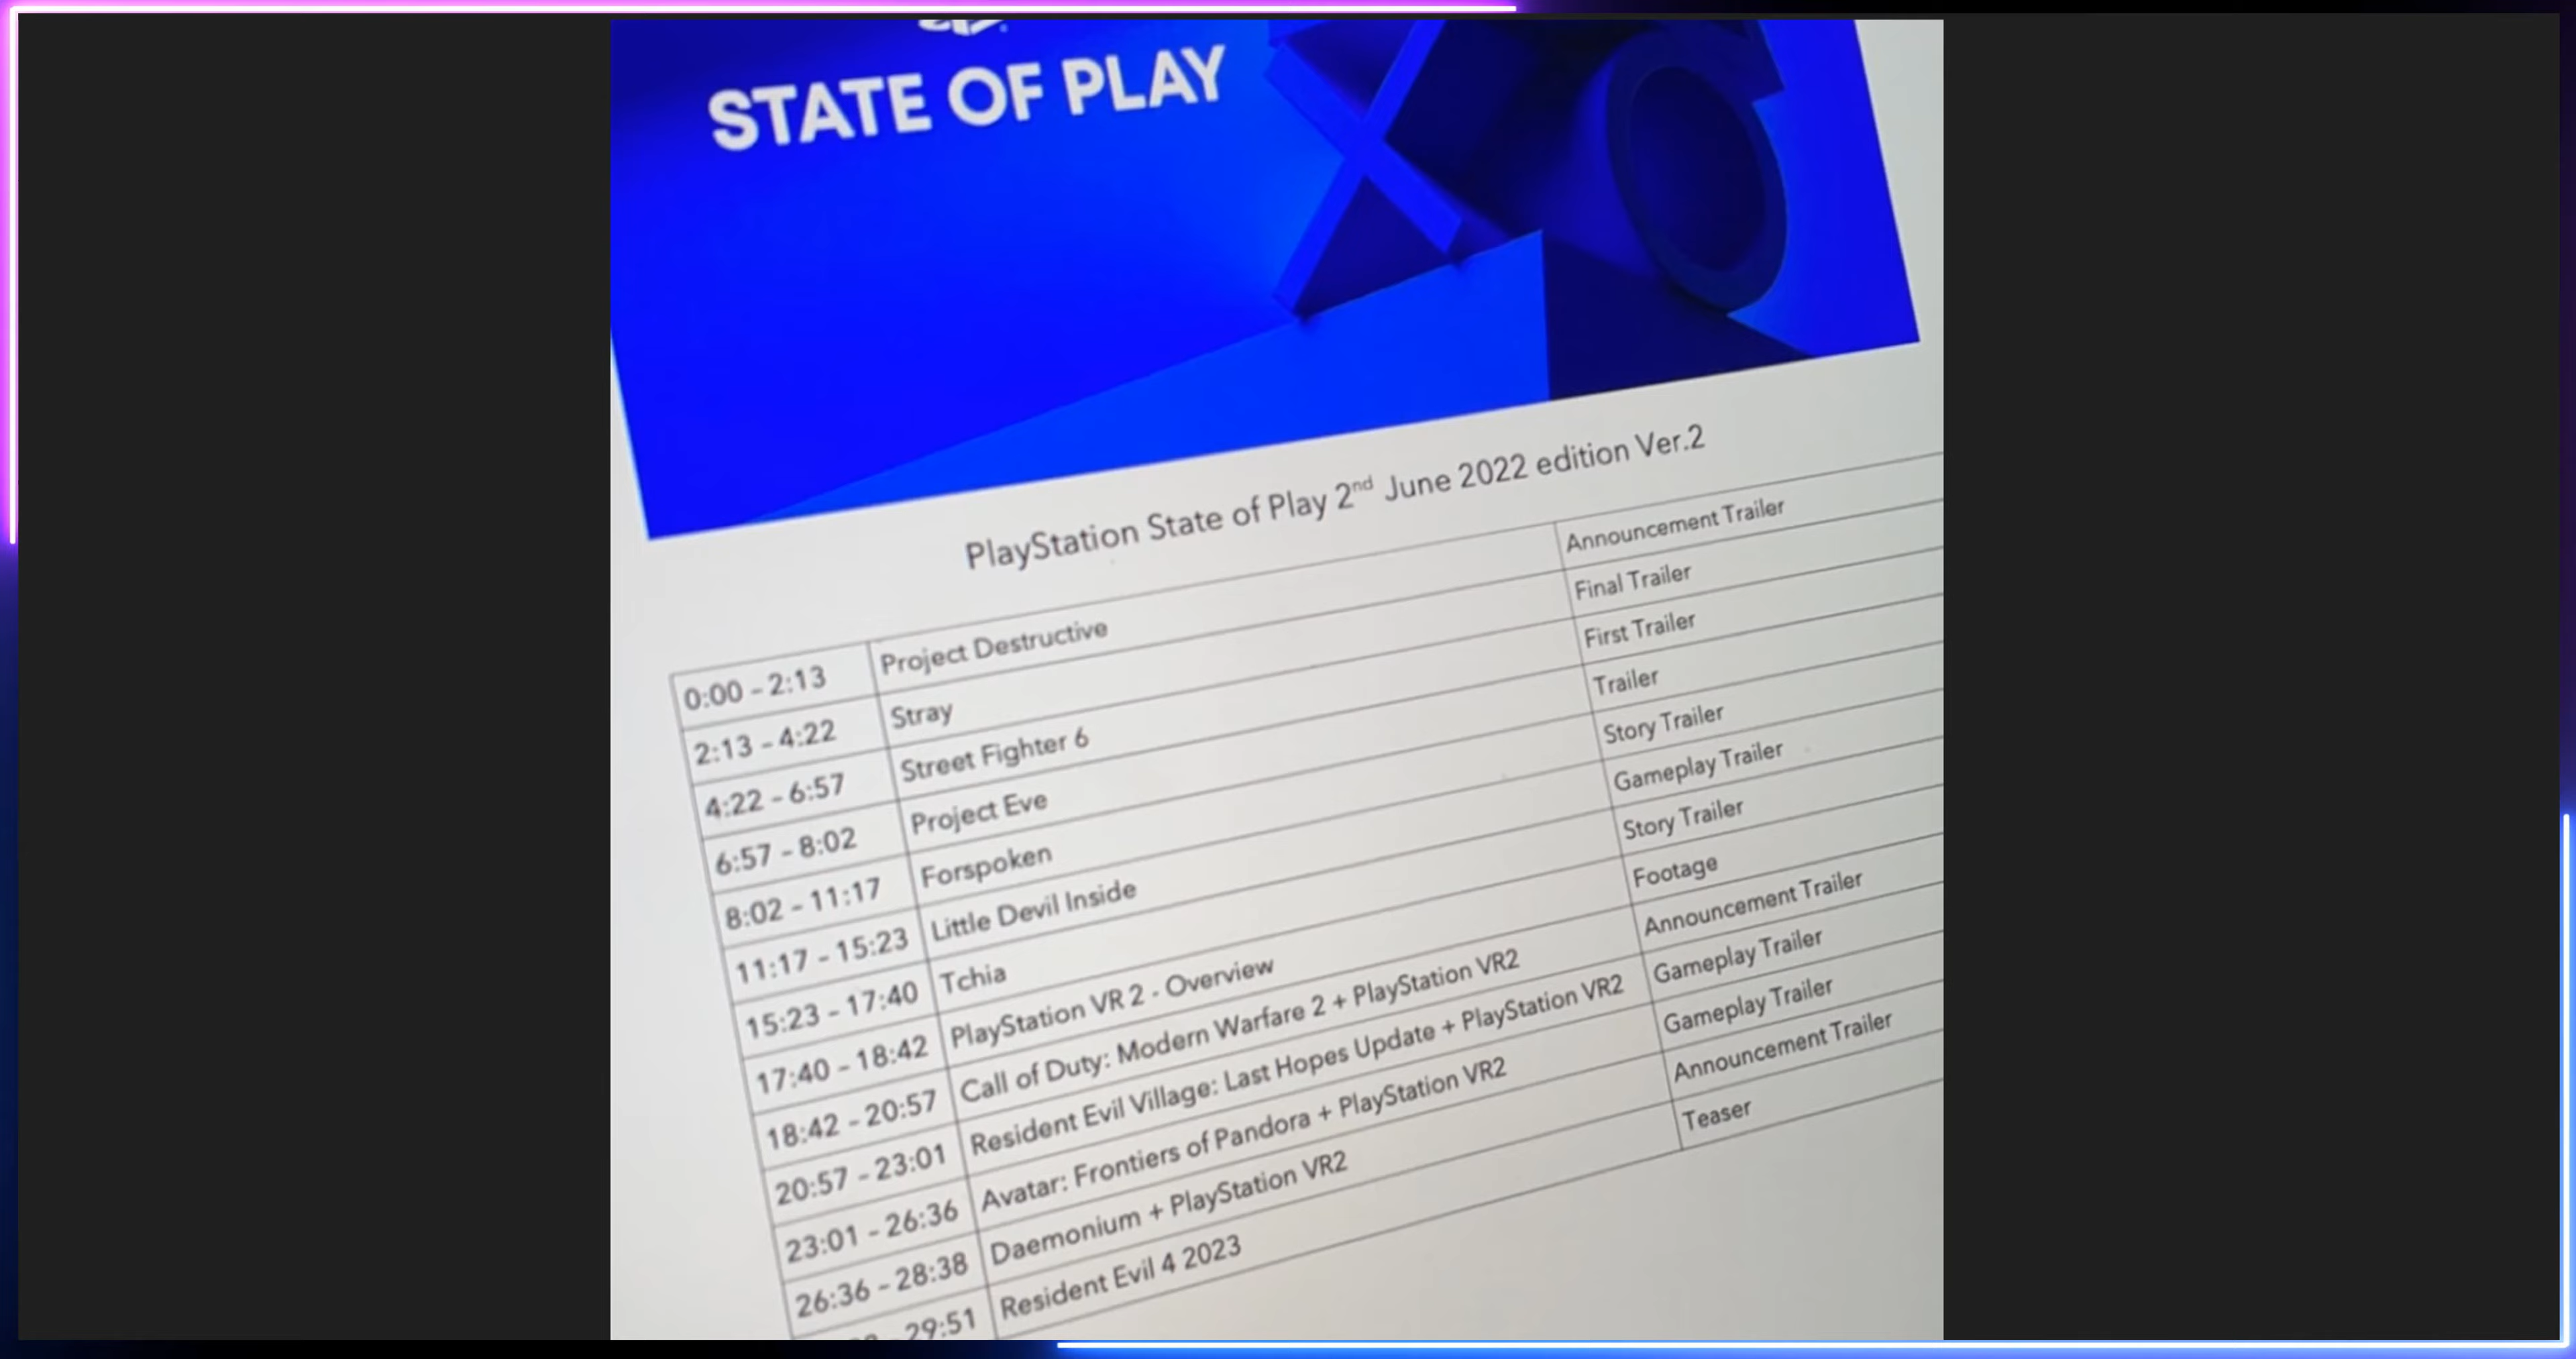 STATE OF PLAY
PlayStation State of Play 2nd June 2022 edition Ver.2
0:00 - 2:13 Project Destructive Announcement Trailer
2:13 - 4:22 Stray Final Trailer
4:22 - 6:57 Street Fighter 6 First Trailer
6:57 - 8:02 Project Eve Trailer
8:02 - 11:17 Forspoken Story Trailer
11:17 - 15:23 Little Devil Inside Gameplay Trailer
15:23 - 17:40 Tchia Story Trailer
17:40 - 18:42 PlayStation VR 2 - Overview Footage
18:42 - 20:57 Call of Duty: Modern Warfare 2 + PlayStation VR2 Announcement Trailer
20:57 - 23:01 Resident Evil Village: Last Hopes Update + PlayStation VR2 Gameplay Trailer
23:01 - 26:36 Avatar: Frontiers of Pandora + PlayStation VR2 Gameplay Trailer
26:36 - 28:38 Daemonium + PlayStation VR2 Announcement Trailer
29:51 Resident Evil 4 2023 Teaser